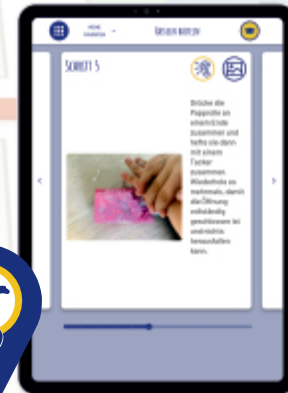 SCHRITT 5
Drücke die
Papprolle an
einem Ende
zusammen und
hefte sie dann
mit einem
Tacker
zusammen.
Wiederhole es
mehrmals, damit
die Öffnung
vollständig
geschlossen ist
und nichts
herausfallen
kann.